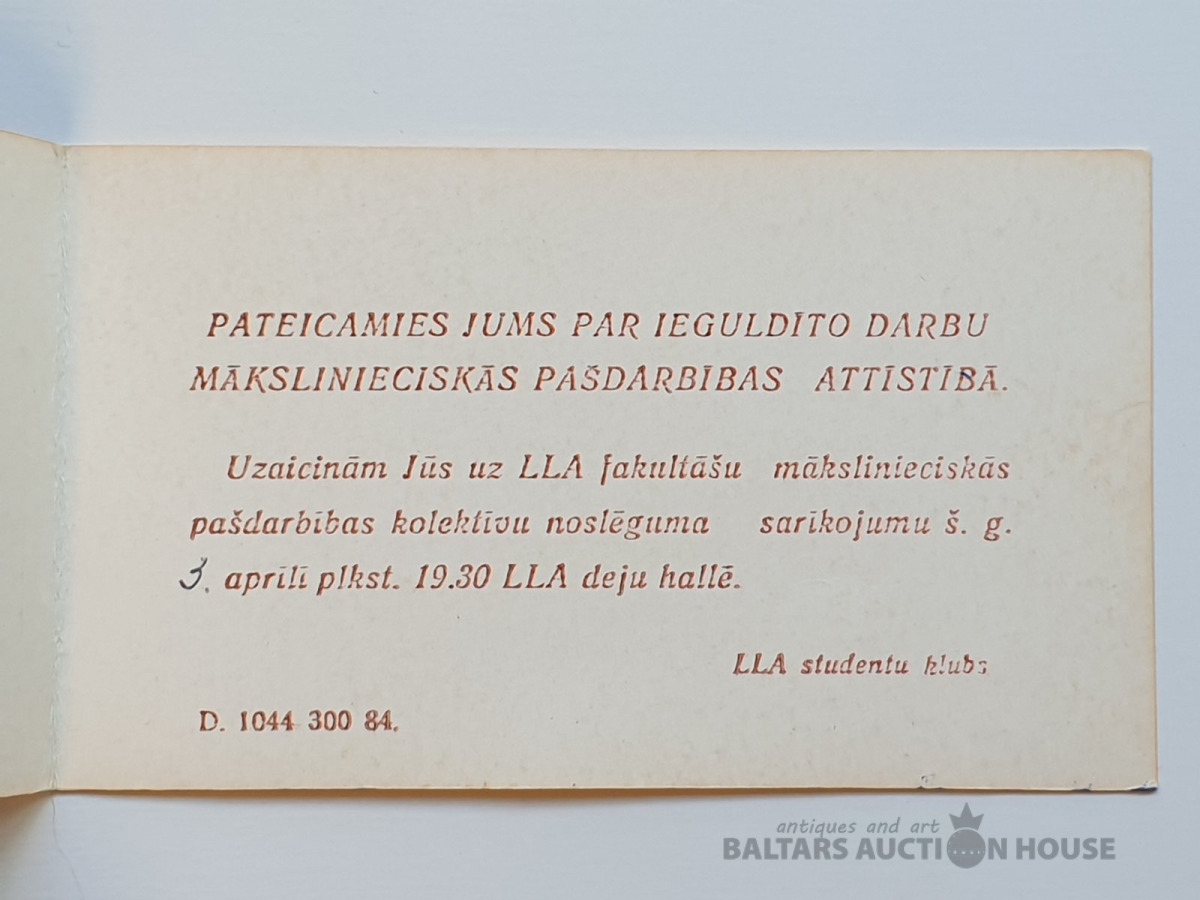 PATEICAMIES JUMS PAR IEGULDĪTO DARBU
MĀKSLINIECISKĀS PAŠDARBĪBAS ATTĪSTĪBĀ.
Uzaicinām Jūs uz LLA fakultāšu mākslinieciskās
pašdarbības kolektīvu noslēguma sarīkojumu š. g.
3. aprīlī plkst. 19.30 LLA deju hallē.
LLA studentu klubs
D. 1044 300 84.
antiques and art
BALTARS AUCTION HOUSE